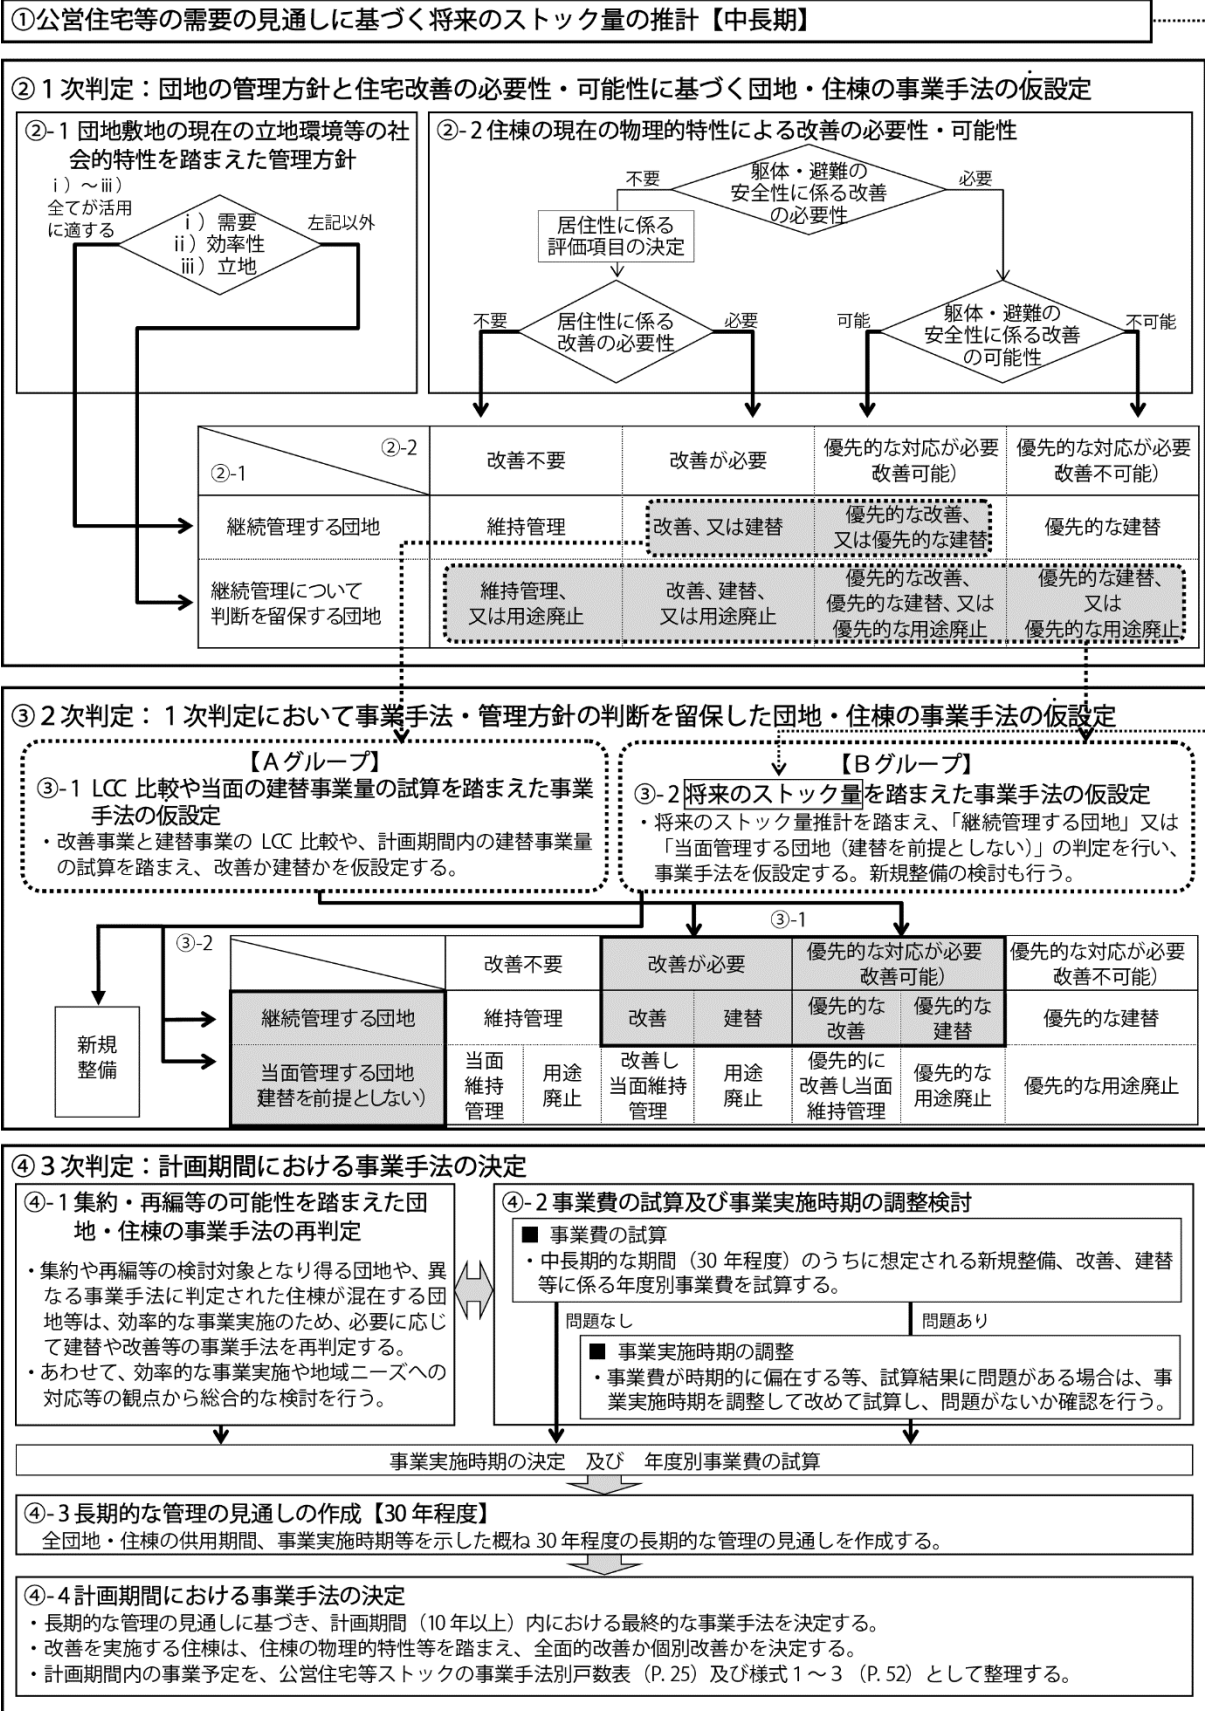 ①公営住宅等の需要の見通しに基づく将来のストック量の推計【中長期】
②１次判定：団地の管理方針と住宅改善の必要性・可能性に基づく団地・住棟の事業手法の仮設定
②-１団地敷地の現在の立地環境等の社
会的特性を踏まえた管理方針
ⅰ）～ⅲ）
全てが活用
に適する
ⅰ）需要
ⅱ）効率性
ⅲ）立地
左記以外
②-２住棟の現在の物理的特性による改善の必要性・可能性
不要
躯体・避難の
安全性に係る改善
の必要性
必要
居住性に係る
評価項目の決定
不要
居住性に係る
改善の必要性
必要
可能
躯体・避難の
安全性に係る改善
の可能性
不可能
②-２
②-１
改善不要
改善が必要
優先的な対応が必要
改善可能）
優先的な対応が必要
改善不可能）
継続管理する団地
維持管理
改善、又は建替
優先的な改善、
又は優先的な建替
優先的な建替
継続管理について
判断を留保する団地
維持管理、
又は用途廃止
改善、建替、
又は用途廃止
優先的な改善、
優先的な建替、又は
優先的な用途廃止
優先的な建替、
又は
優先的な用途廃止
③２次判定：１次判定において事業手法・管理方針の判断を留保した団地・住棟の事業手法の仮設定
【Ａグループ】
③-１ LCC 比較や当面の建替事業量の試算を踏まえた事業
手法の仮設定
・改善事業と建替事業の LCC 比較や、計画期間内の建替事業量
の試算を踏まえ、改善か建替かを仮設定する。
【Ｂグループ】
③-２将来のストック量を踏まえた事業手法の仮設定
・将来のストック量推計を踏まえ、「継続管理する団地」又は
「当面管理する団地（建替を前提としない）」の判定を行い、
事業手法を仮設定する。新規整備の検討も行う。
③-１
③-２
改善不要
改善が必要
優先的な対応が必要
改善可能）
優先的な対応が必要
改善不可能）
新規
整備
継続管理する団地
維持管理
改善
建替
優先的な
改善
優先的な
建替
優先的な建替
当面管理する団地
建替を前提としない）
当面
維持
管理
用途
廃止
改善し
当面維持
管理
用途
廃止
優先的に
改善し当面
維持管理
優先的な
用途廃止
優先的な用途廃止
④３次判定：計画期間における事業手法の決定
④-１集約・再編等の可能性を踏まえた団
地・住棟の事業手法の再判定
・集約や再編等の検討対象となり得る団地や、異
なる事業手法に判定された住棟が混在する団
地等は、効率的な事業実施のため、必要に応じ
て建替や改善等の事業手法を再判定する。
・あわせて、効率的な事業実施や地域ニーズへの
対応等の観点から総合的な検討を行う。
④-２事業費の試算及び事業実施時期の調整検討
■ 事業費の試算
・中長期的な期間（30 年程度）のうちに想定される新規整備、改善、建替
等に係る年度別事業費を試算する。
問題なし
問題あり
■ 事業実施時期の調整
・事業費が時期的に偏在する等、試算結果に問題がある場合は、事
業実施時期を調整して改めて試算し、問題がないか確認を行う。
事業実施時期の決定　及び　年度別事業費の試算
④-３長期的な管理の見通しの作成【30 年程度】
全団地・住棟の供用期間、事業実施時期等を示した概ね 30 年程度の長期的な管理の見通しを作成する。
④-４計画期間における事業手法の決定
・長期的な管理の見通しに基づき、計画期間（10 年以上）内における最終的な事業手法を決定する。
・改善を実施する住棟は、住棟の物理的特性等を踏まえ、全面的改善か個別改善かを決定する。
・計画期間内の事業予定を、公営住宅等ストックの事業手法別戸数表（P. 25）及び様式１～３（P. 52）として整理する。